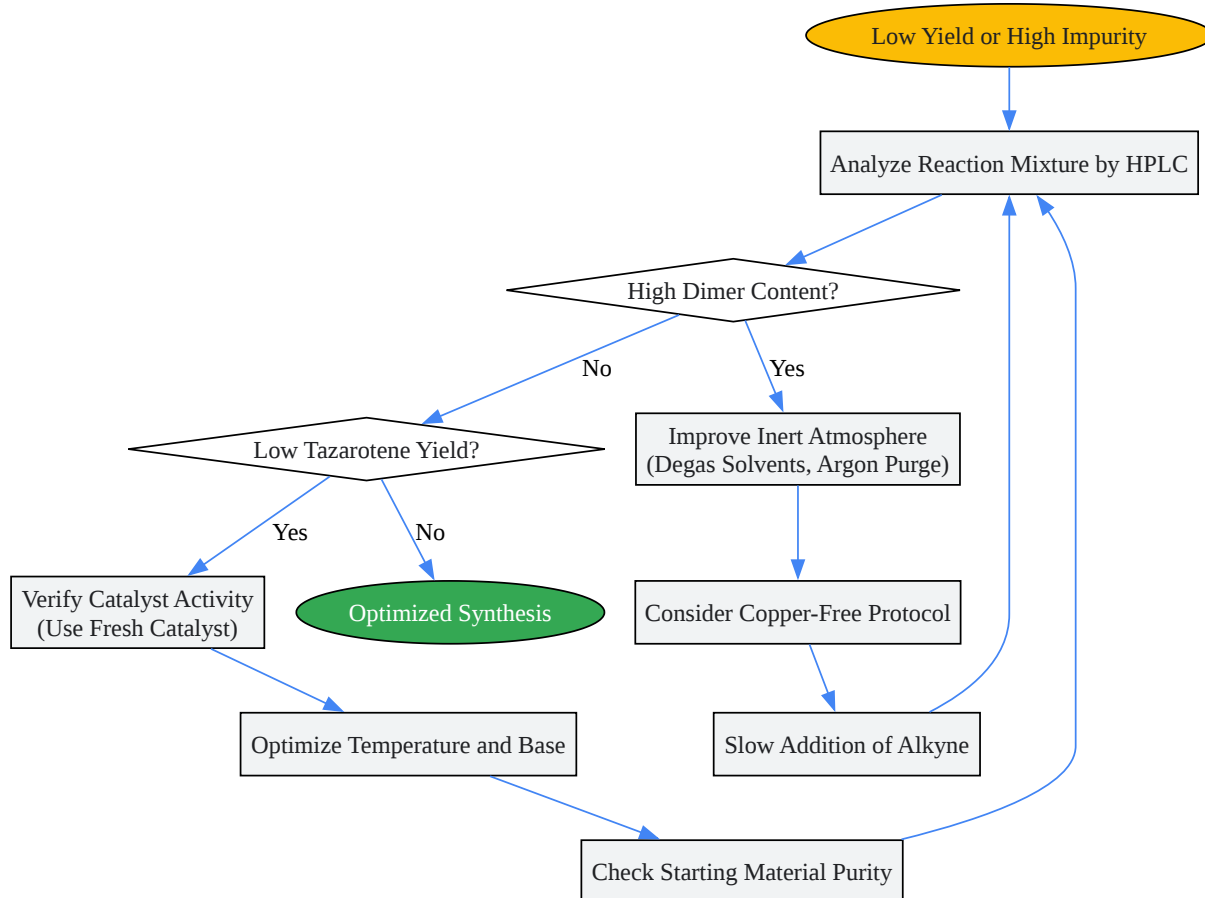 Low Yield or High Impurity
Analyze Reaction Mixture by HPLC
High Dimer Content?
No
Yes
Low Tazarotene Yield?
Improve Inert Atmosphere
(Degas Solvents, Argon Purge)
Yes
No
Verify Catalyst Activity
(Use Fresh Catalyst)
Optimized Synthesis
Consider Copper-Free Protocol
Optimize Temperature and Base
Slow Addition of Alkyne
Check Starting Material Purity